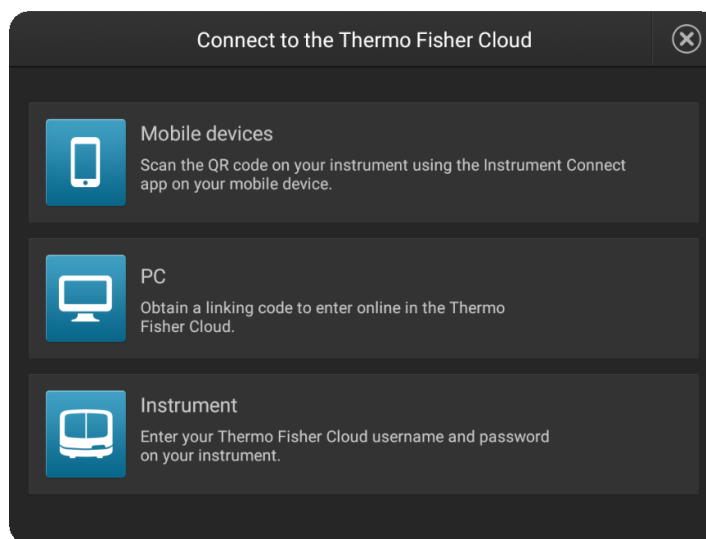 Connect to the Thermo Fisher Cloud
Mobile devices
Scan the QR code on your instrument using the Instrument Connect
app on your mobile device.
PC
Obtain a linking code to enter online in the Thermo
Fisher Cloud.
Instrument
Enter your Thermo Fisher Cloud username and password
on your instrument.